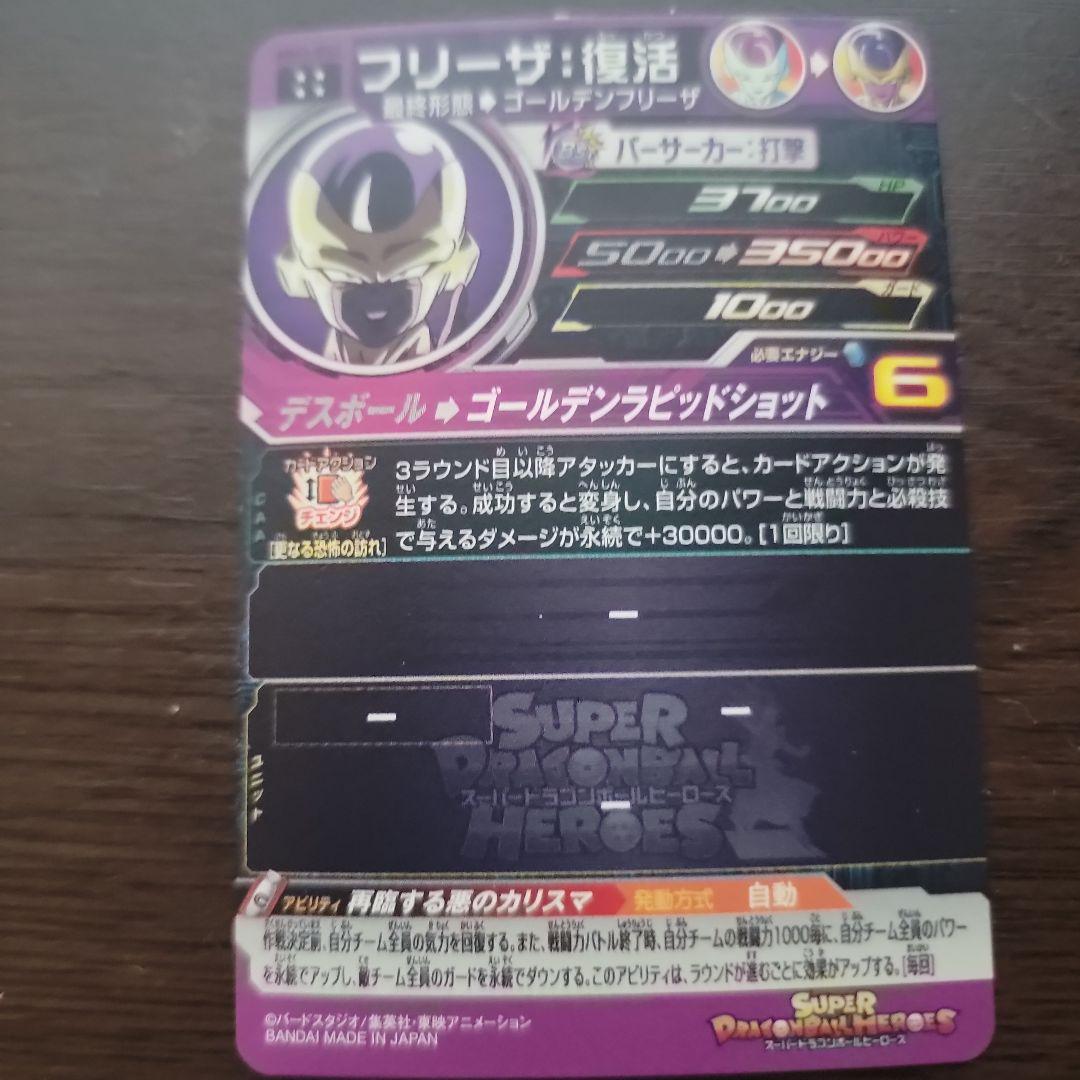 フリーザ:復活
最終形態➡ゴールデンフリーザ
バーサーカー:打撃
HP
3700
パワー
5000➡35000
ガード
1000
必要エナジー
6
デスボール➡ゴールデンラピッドショット
カードアクション
チェンジ
[更なる恐怖の訪れ]
3ラウンド目以降アタッカーにすると、カードアクションが発
生する。成功すると変身し、自分のパワーと戦闘力と必殺技
で与えるダメージが永続で+30000。[1回限り]
CAA
-
-
-
-
ユニット
SUPER
DRAGONBALL
スーパードラゴンボールヒーローズ
HEROES
アビリティ 再臨する悪のカリスマ 発動方式 自動
作戦決定前、自分チーム全員の気力を回復する。また、戦闘力バトル終了時、自分チームの戦闘力1000毎に、自分チーム全員のパワー
を永続でアップし、敵チーム全員のガードを永続でダウンする。このアビリティは、ラウンドが進むごとに効果がアップする。[毎回]
©バードスタジオ/集英社・東映アニメーション
BANDAI MADE IN JAPAN
SUPER
DRAGONBALL HEROES
スーパードラゴンボールヒーローズ